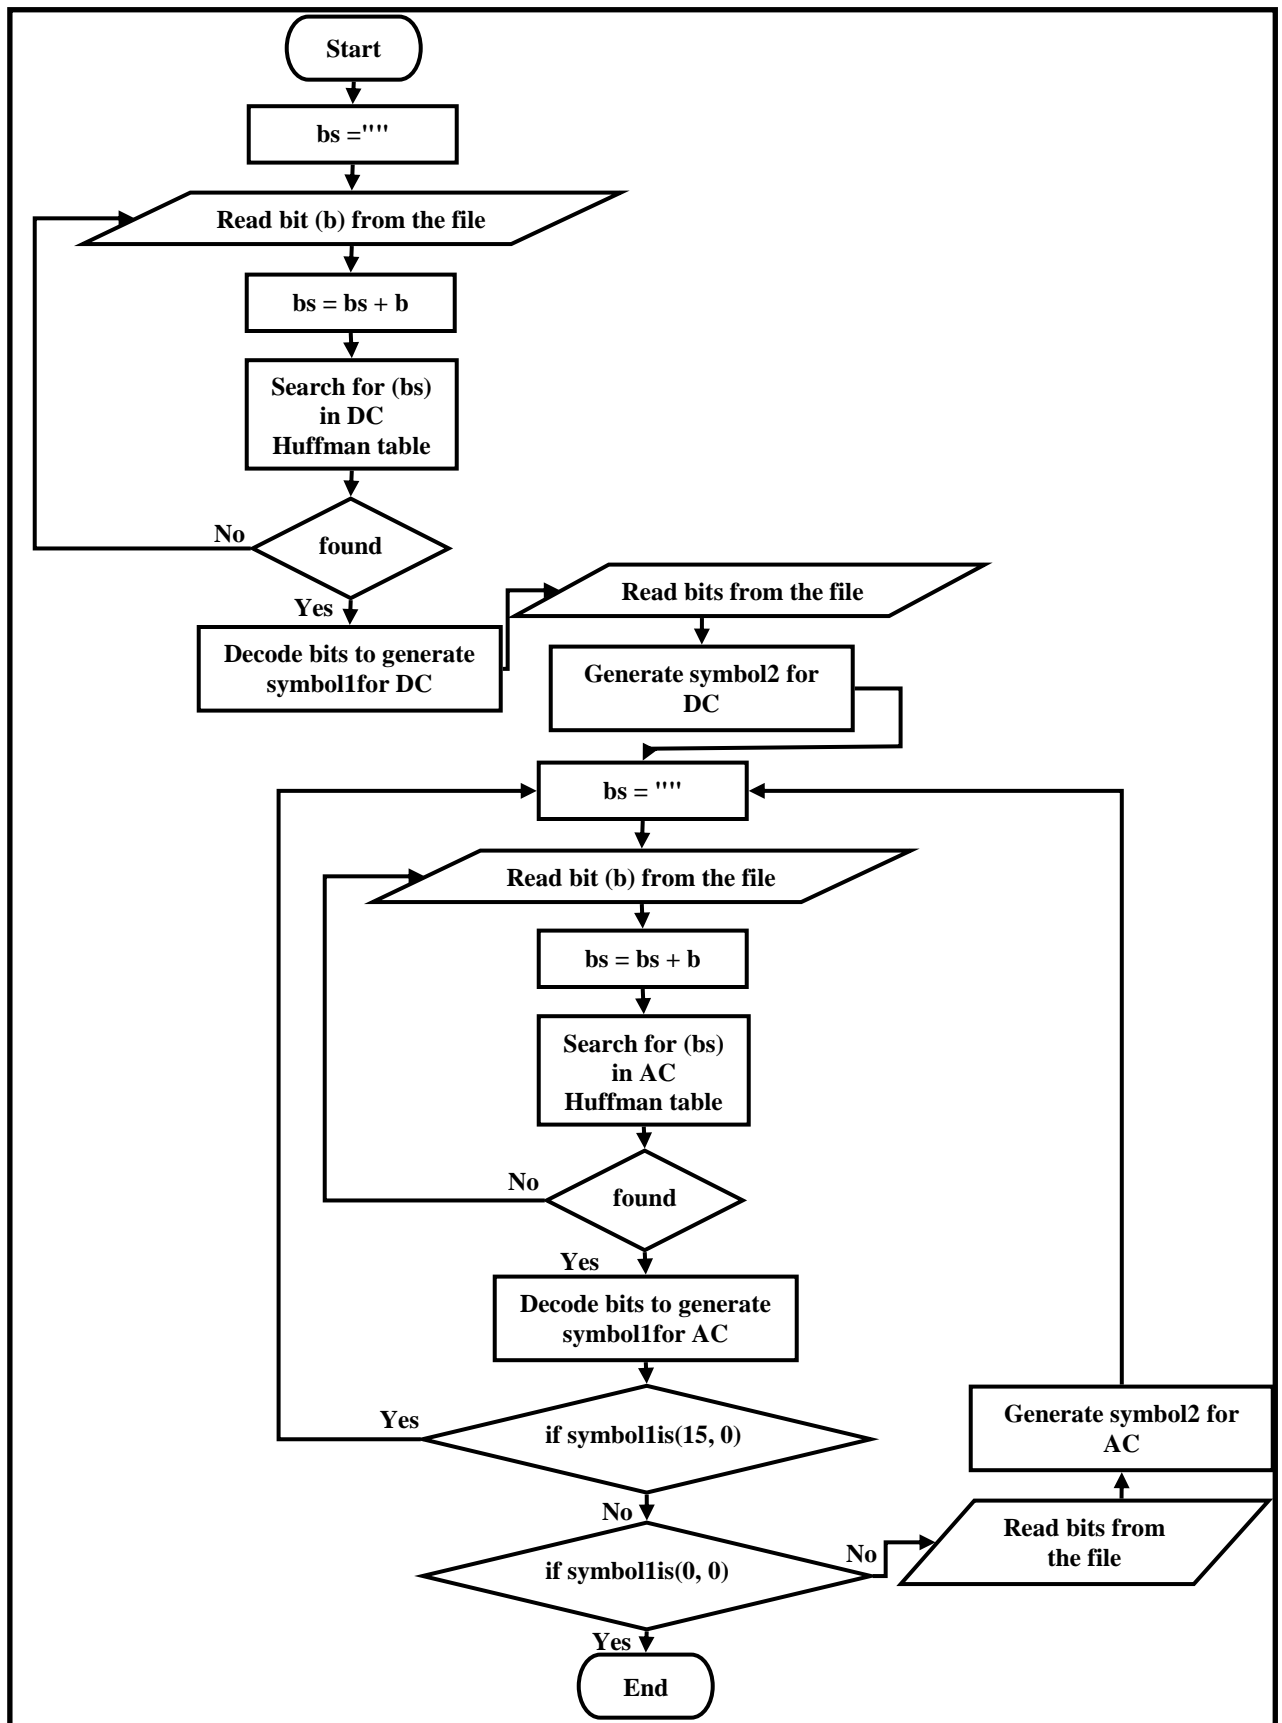 Start
bs =""
Read bit (b) from the file
bs = bs + b
Search for (bs)
in DC
Huffman table
No
found
Yes
Decode bits to generate
symbol1for DC
Read bits from the file
Generate symbol2 for
DC
bs = ""
Read bit (b) from the file
bs = bs + b
Search for (bs)
in AC
Huffman table
No
found
Yes
Decode bits to generate
symbol1for AC
Yes
if symbol1is(15, 0)
No
if symbol1is(0, 0)
No
Read bits from
the file
Generate symbol2 for
AC
Yes
End